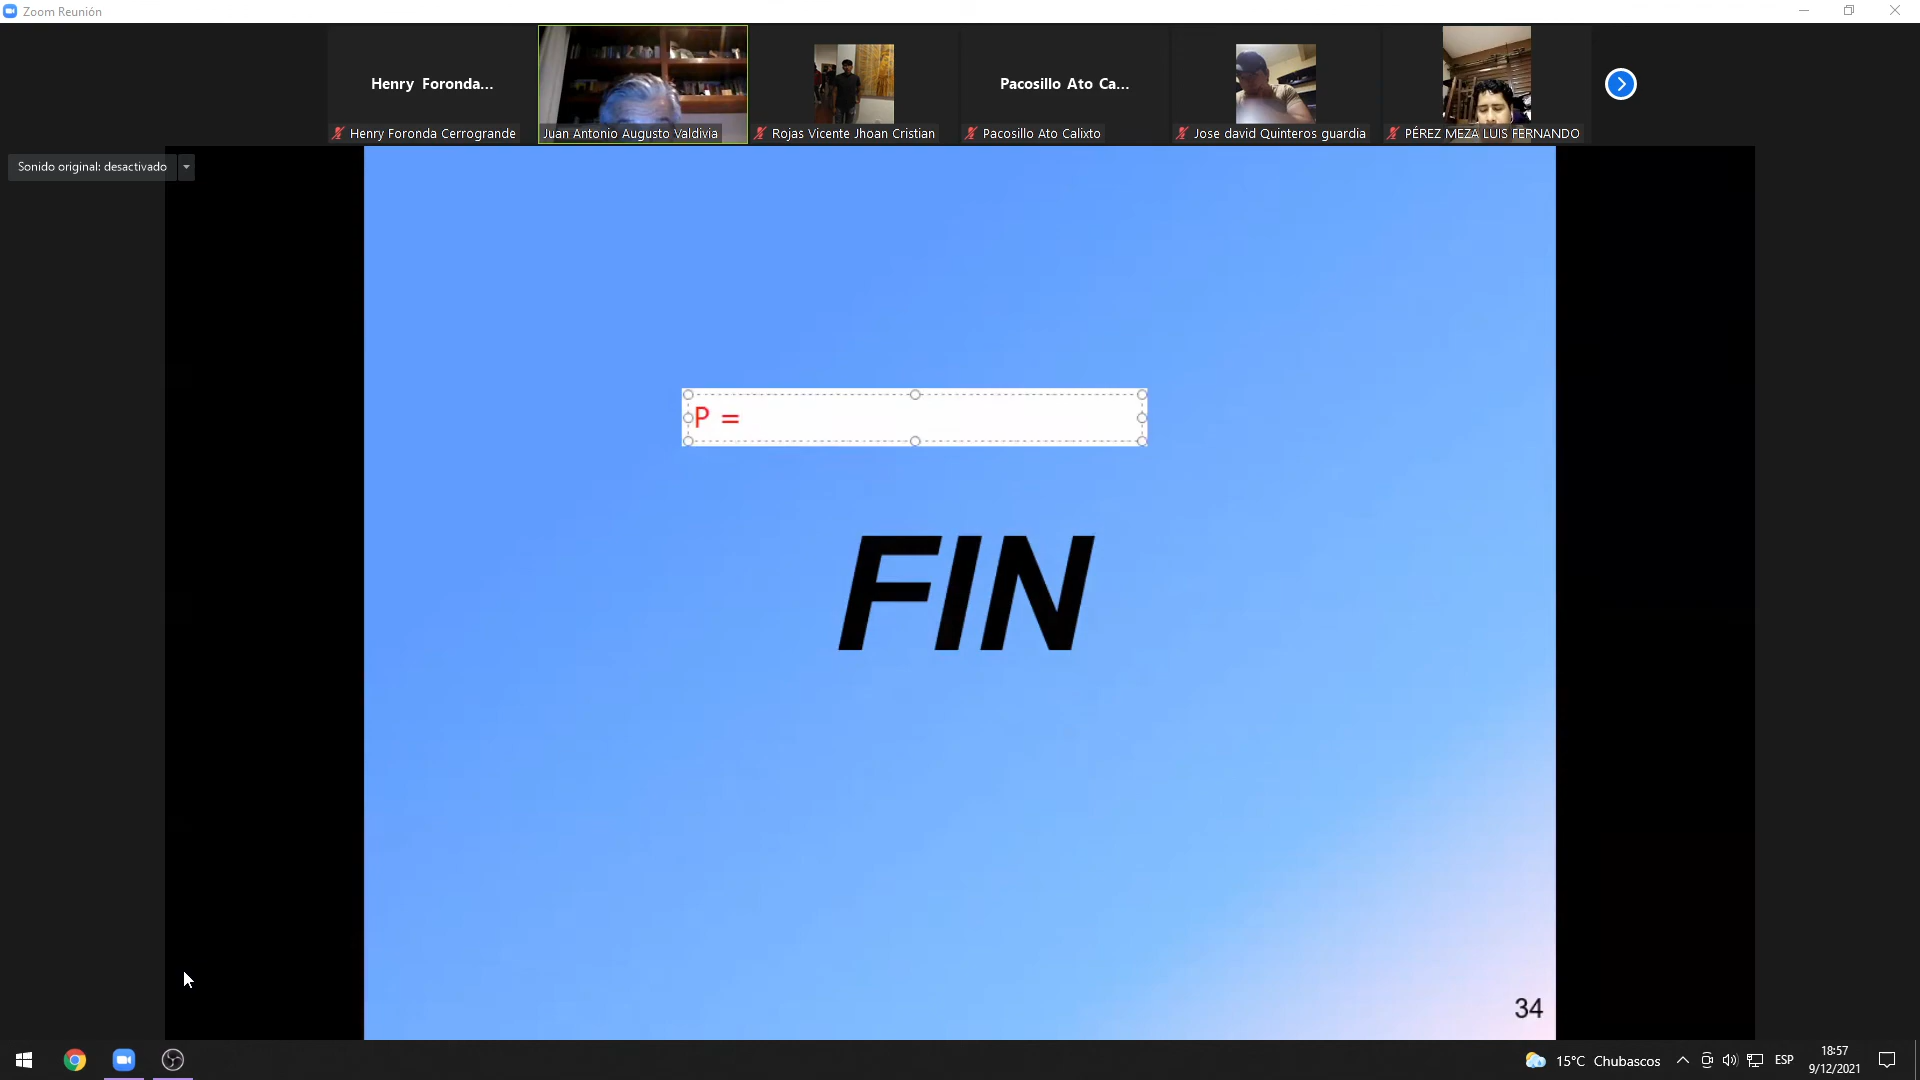 Zoom Reunión
Henry Foronda...
Pacosillo Ato Ca...
Henry Foronda Cerrogrande
Juan Antonio Augusto Valdivia
Rojas Vicente Jhoan Cristian
Pacosillo Ato Calixto
Jose david Quinteros guardia
PÉREZ MEZA LUIS FERNANDO
Sonido original: desactivado
P =
FIN
34
15°C Chubascos
ESP
18:57
9/12/2021